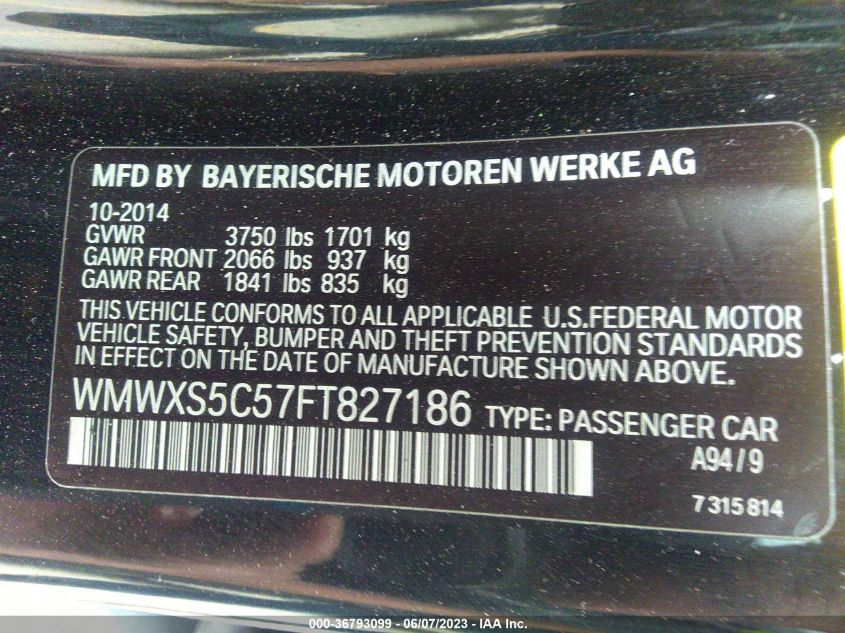 MFD BY BAYERISCHE MOTOREN WERKE AG
10-2014
GVWR 3750 lbs 1701 kg
GAWR FRONT 2066 lbs 937 kg
GAWR REAR 1841 lbs 835 kg
THIS VEHICLE CONFORMS TO ALL APPLICABLE U.S.FEDERAL MOTOR
VEHICLE SAFETY, BUMPER AND THEFT PREVENTION STANDARDS
IN EFFECT ON THE DATE OF MANUFACTURE SHOWN ABOVE.
WMWXS5C57FT827186 TYPE: PASSENGER CAR
A94/9
7315814
000-36793099 - 06/07/2023 - IAA Inc.